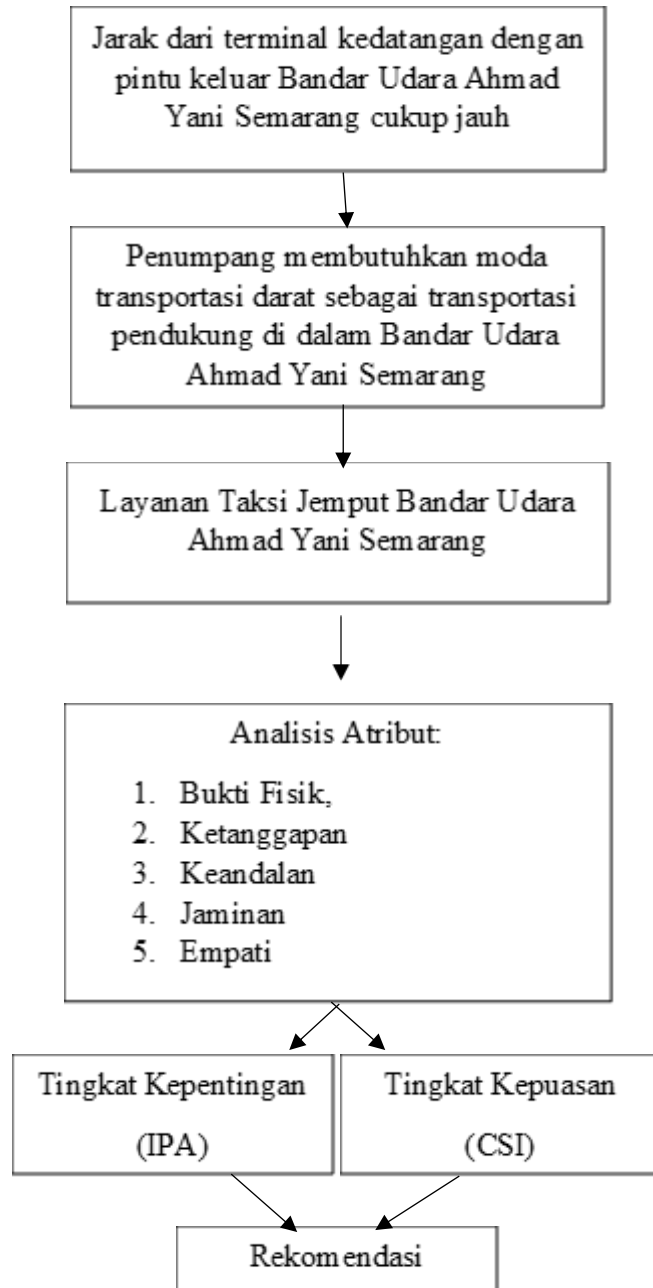 Jarak dari terminal kedatangan dengan
pintu keluar Bandar Udara Ahmad
Yani Semarang cukup jauh
Penumpang membutuhkan moda
transportasi darat sebagai transportasi
pendukung di dalam Bandar Udara
Ahmad Yani Semarang
Layanan Taksi Jemput Bandar Udara
Ahmad Yani Semarang
Analisis Atribut:
1. Bukti Fisik,
2. Ketanggapan
3. Keandalan
4. Jaminan
5. Empati
Tingkat Kepentingan
(IPA)
Tingkat Kepuasan
(CSI)
Rekomendasi